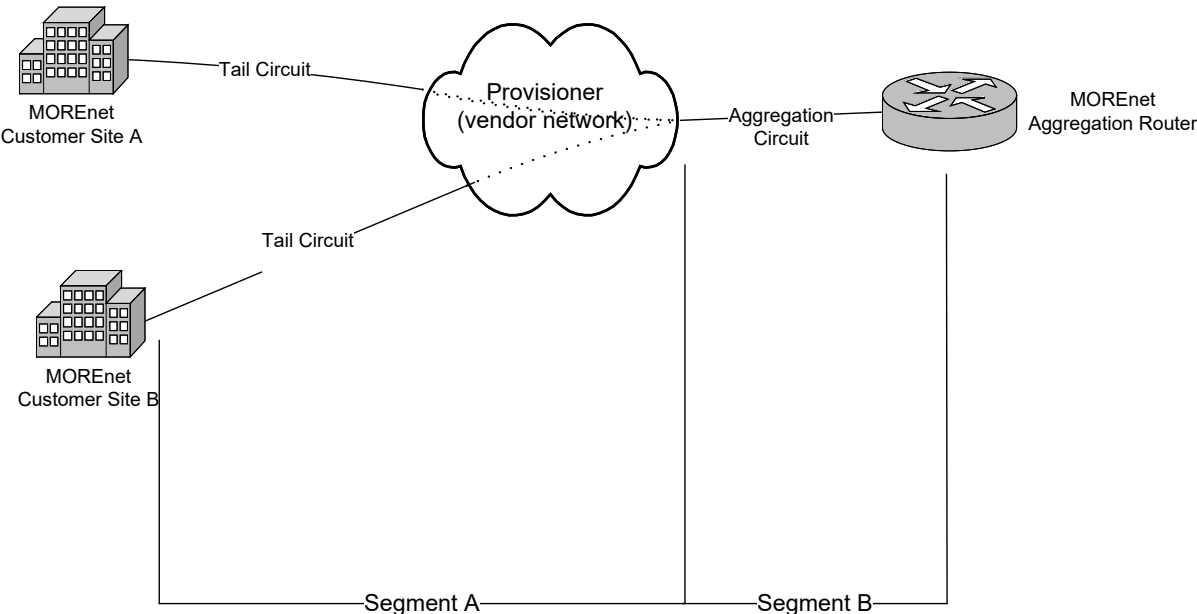 Tail Circuit
Provisioner
(vendor network)
Aggregation
Circuit
MOREnet
Aggregation Router
MOREnet
Customer Site A
Tail Circuit
MOREnet
Customer Site B
Segment A
Segment B